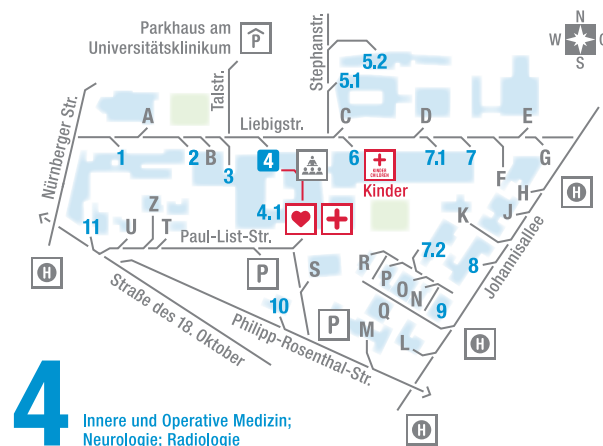 Parkhaus am
Universitätsklinikum
P
Stephanstr.
5.2
5.1
N
W
O
S
Talstr.
Nürnberger Str.
A
Liebigstr.
C
D
E
1
2
B
3
4
6
KINDER
CHILDREN
Kinder
7.1
7
F
G
H
J
K
H
Johannisallee
4.1
11
U
Z
T
Paul-List-Str.
H
P
S
R
P
O
N
7.2
8
9
Straße des 18. Oktober
10
P
Q
M
L
H
Philipp-Rosenthal-Str.
H
4
Innere und Operative Medizin;
Neurologie; Radiologie